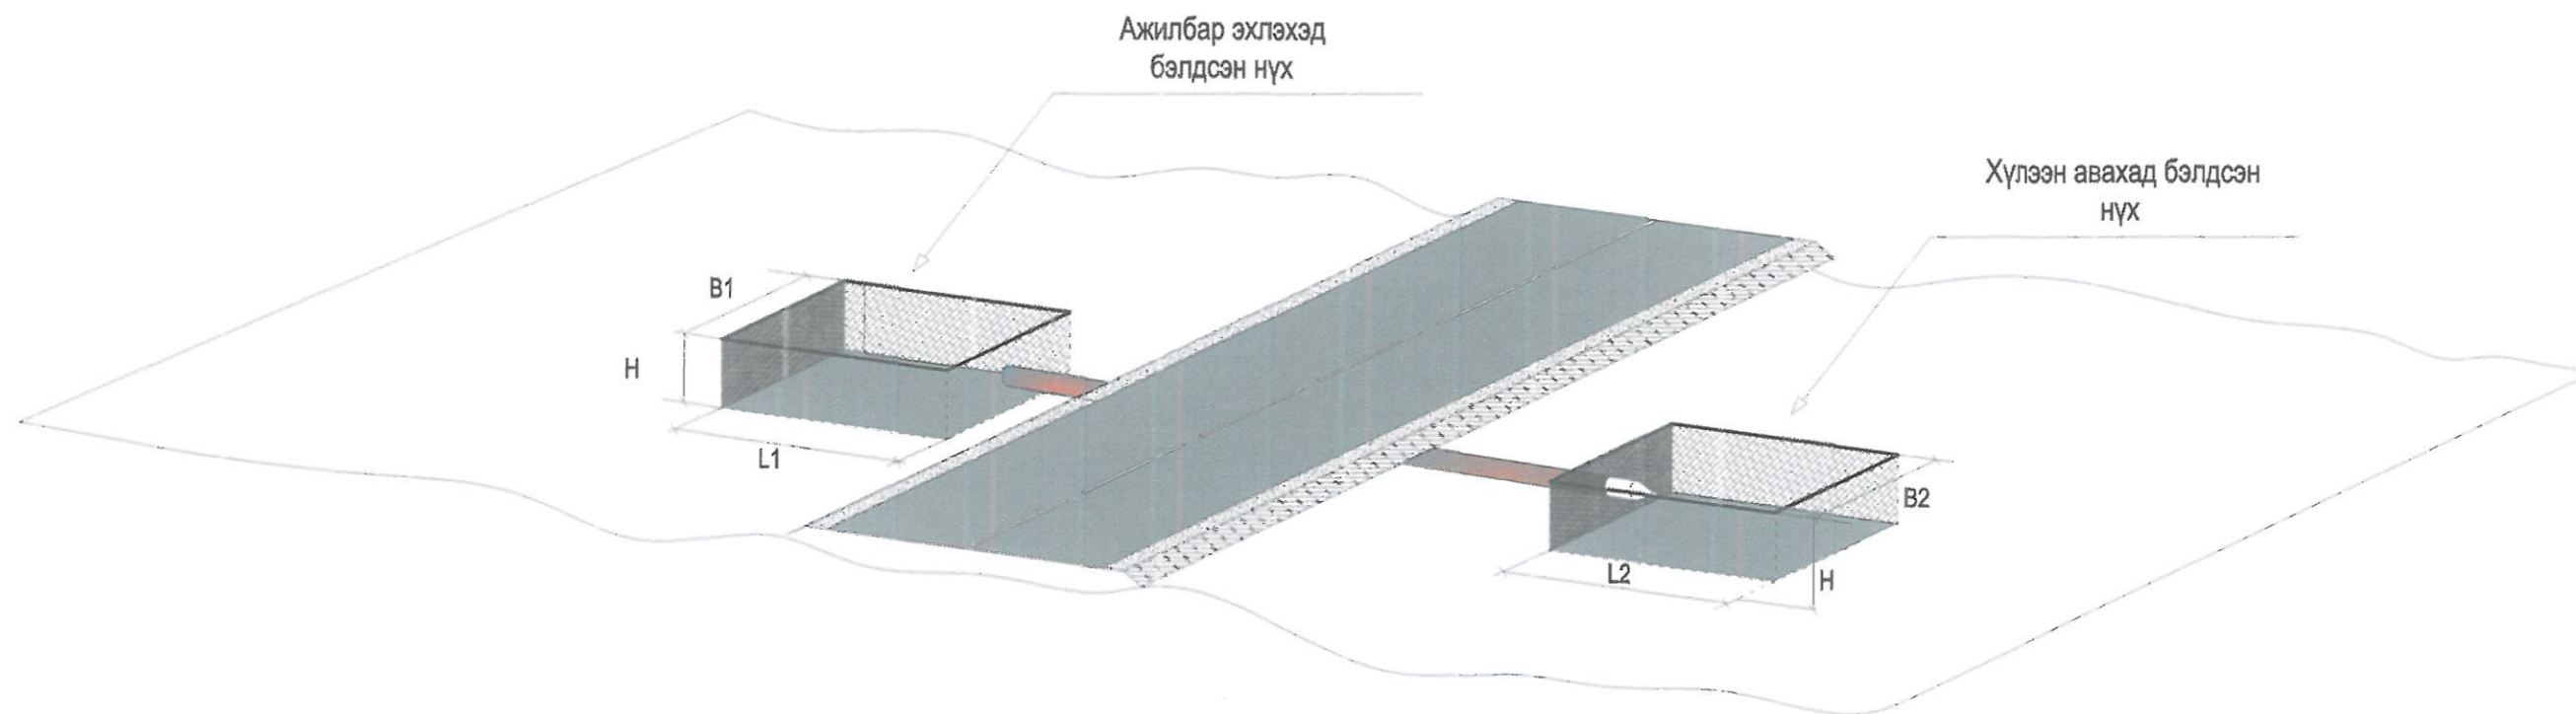 Ажилбар эхлэхэд
бэлдсэн нүх
Хүлээн авахад бэлдсэн
нүх
B1
H
L1
B2
L2
H